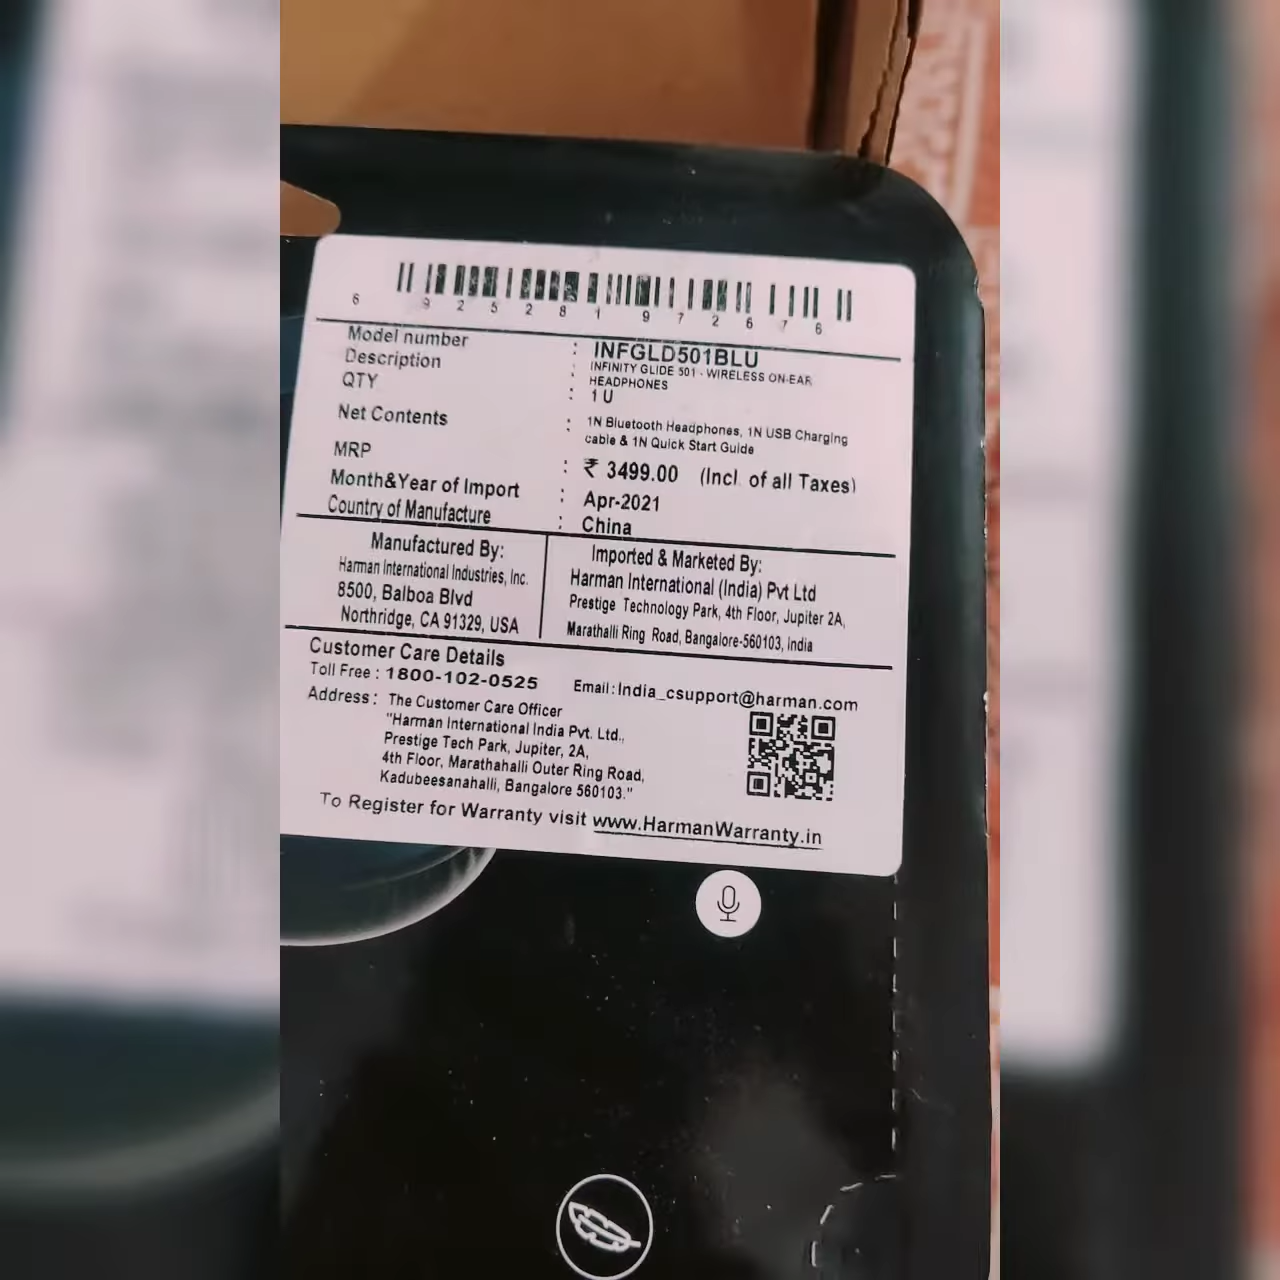 6 925281 972676
Model number : INFGLD501BLU
Description : INFINITY GLIDE 501 - WIRELESS ON-EAR
HEADPHONES
QTY : 1 U
Net Contents : 1N Bluetooth Headphones, 1N USB Charging
cable & 1N Quick Start Guide
MRP : ₹ 3499.00 (Incl. of all Taxes)
Month&Year of Import : Apr-2021
Country of Manufacture : China
Manufactured By:
Harman International Industries, Inc.
8500, Balboa Blvd
Northridge, CA 91329, USA
Imported & Marketed By:
Harman International (India) Pvt Ltd
Prestige Technology Park, 4th Floor, Jupiter 2A,
Marathalli Ring Road, Bangalore-560103, India
Customer Care Details
Toll Free : 1800-102-0525 Email : India_csupport@harman.com
Address : The Customer Care Officer
"Harman International India Pvt. Ltd.,
Prestige Tech Park, Jupiter, 2A,
4th Floor, Marathahalli Outer Ring Road,
Kadubeesanahalli, Bangalore 560103."
To Register for Warranty visit www.HarmanWarranty.in